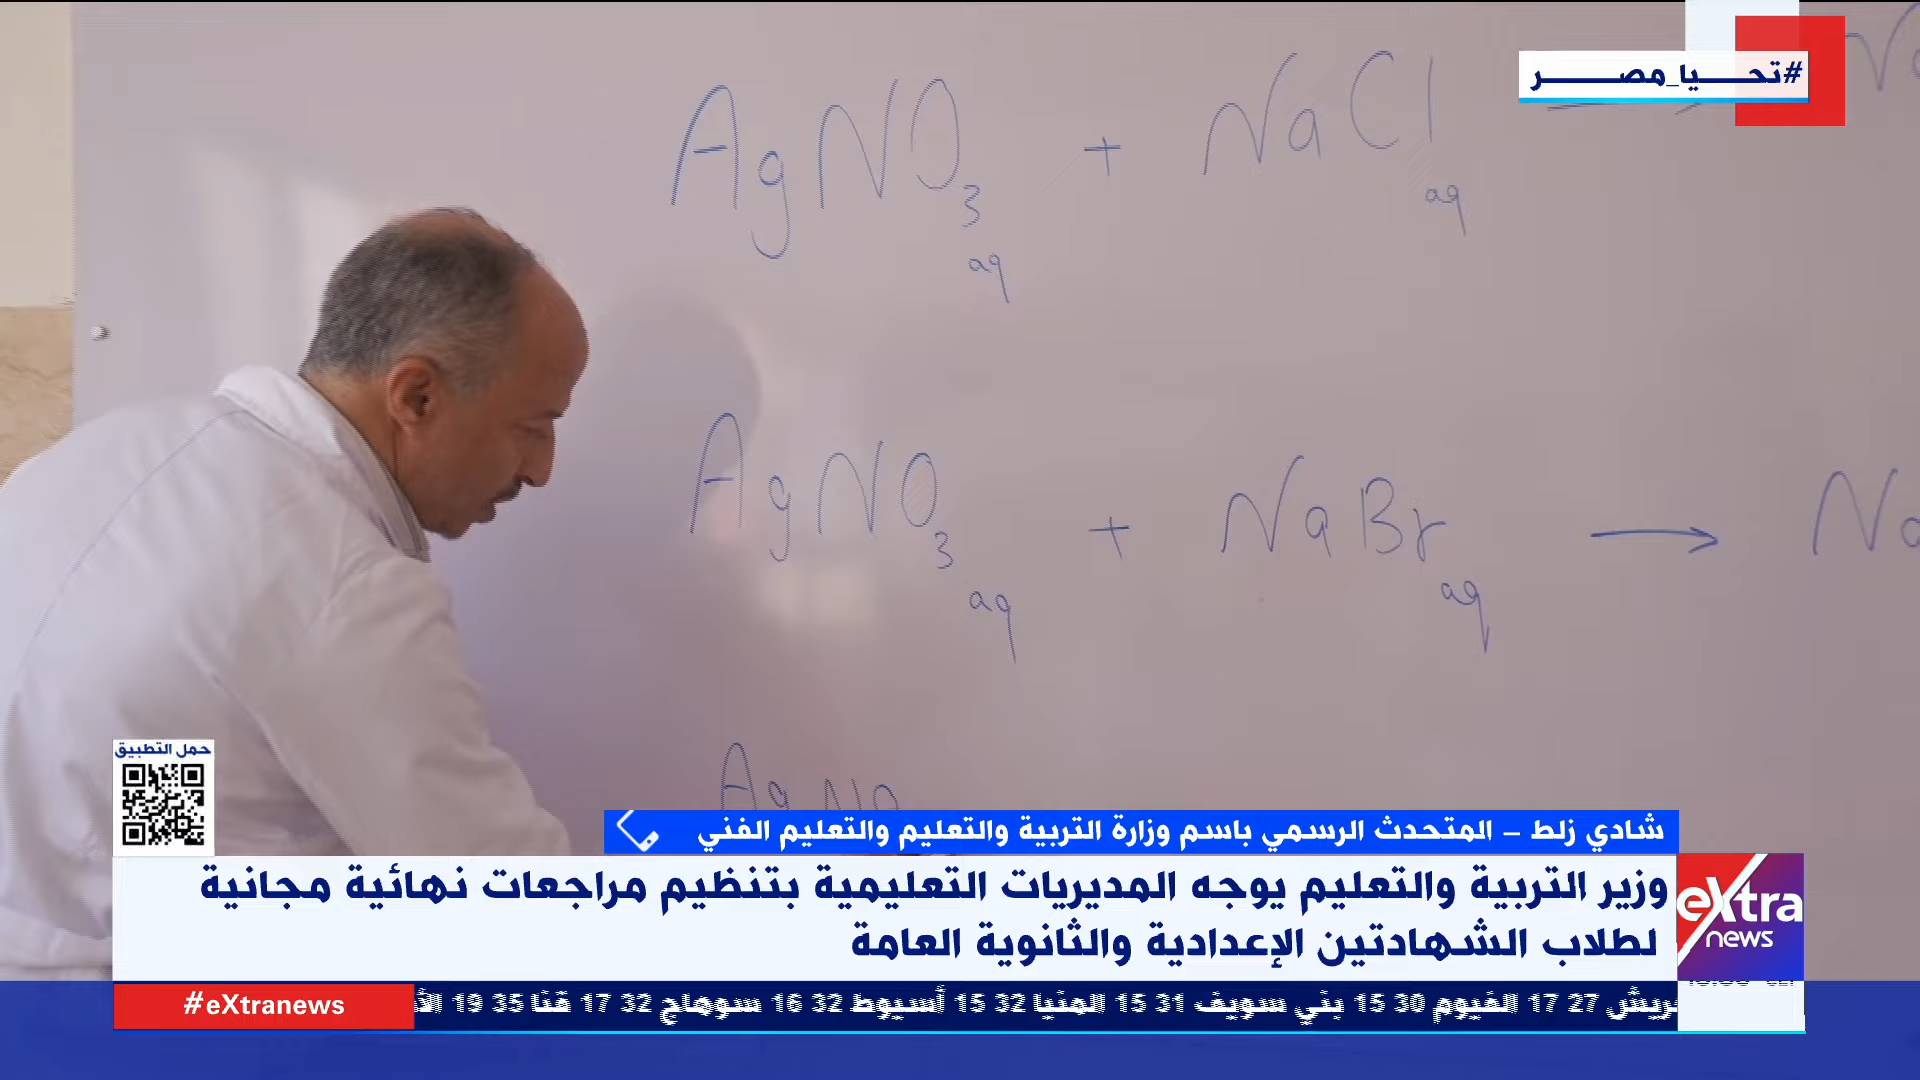 #تحـــيا_مصـــــر
AgNO3 aq + NaCl aq → N
AgNO3 aq + NaBr aq → Na
AgNO
حمل التطبيق
شادي زلط – المتحدث الرسمي باسم وزارة التربية والتعليم والتعليم الفني
وزير التربية والتعليم يوجه المديريات التعليمية بتنظيم مراجعات نهائية مجانية
لطلاب الشهادتين الإعدادية والثانوية العامة
eXtra
news
#eXtranews
27 17 الفيوم 30 15 بني سويف 31 15 المنيا 32 15 أسيوط 32 16 سوهاج 32 17 قنا 35 19